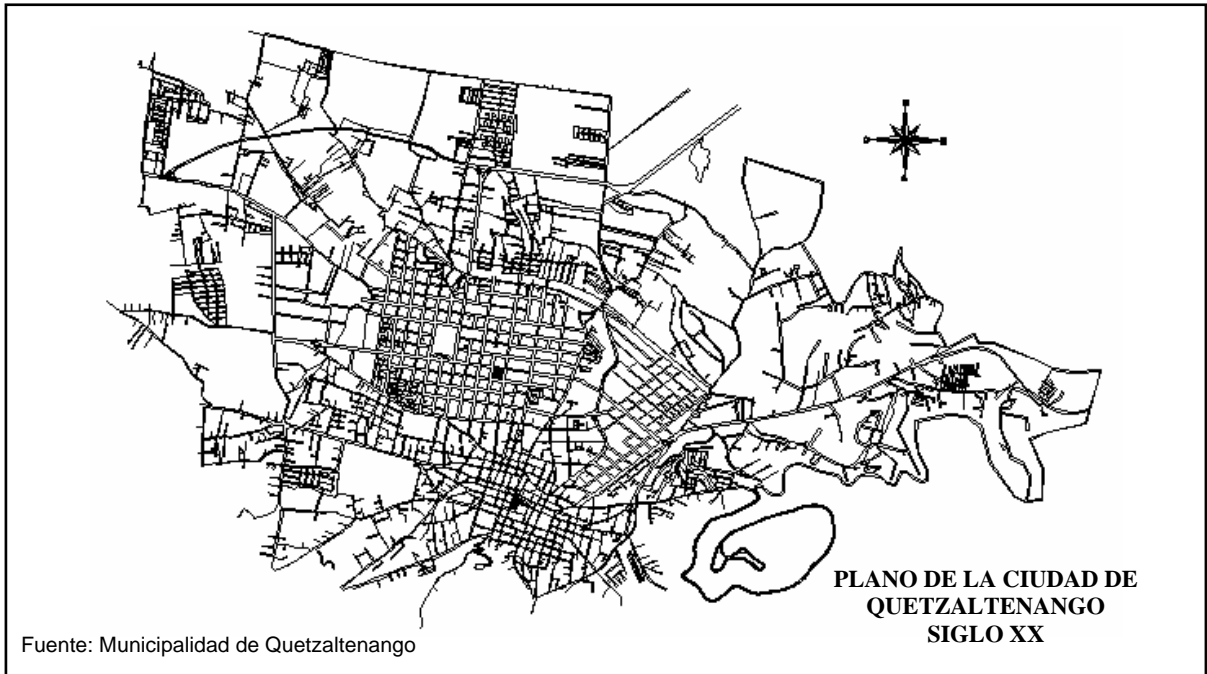 PLANO DE LA CIUDAD DE
QUETZALTENANGO
SIGLO XX
Fuente: Municipalidad de Quetzaltenango